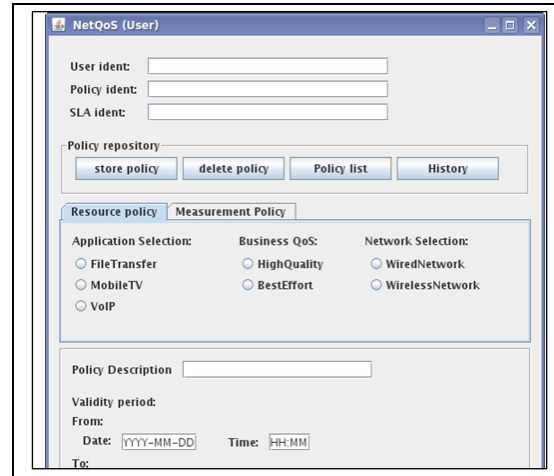 NetQoS (User)
User ident:
Policy ident:
SLA ident:
Policy repository
store policy delete policy Policy list History
Resource policy Measurement Policy
Application Selection: Business QoS: Network Selection:
FileTransfer HighQuality WiredNetwork
MobileTV BestEffort WirelessNetwork
VoIP
Policy Description
Validity period:
From:
Date: YYYY-MM-DD Time: HH:MM
To: